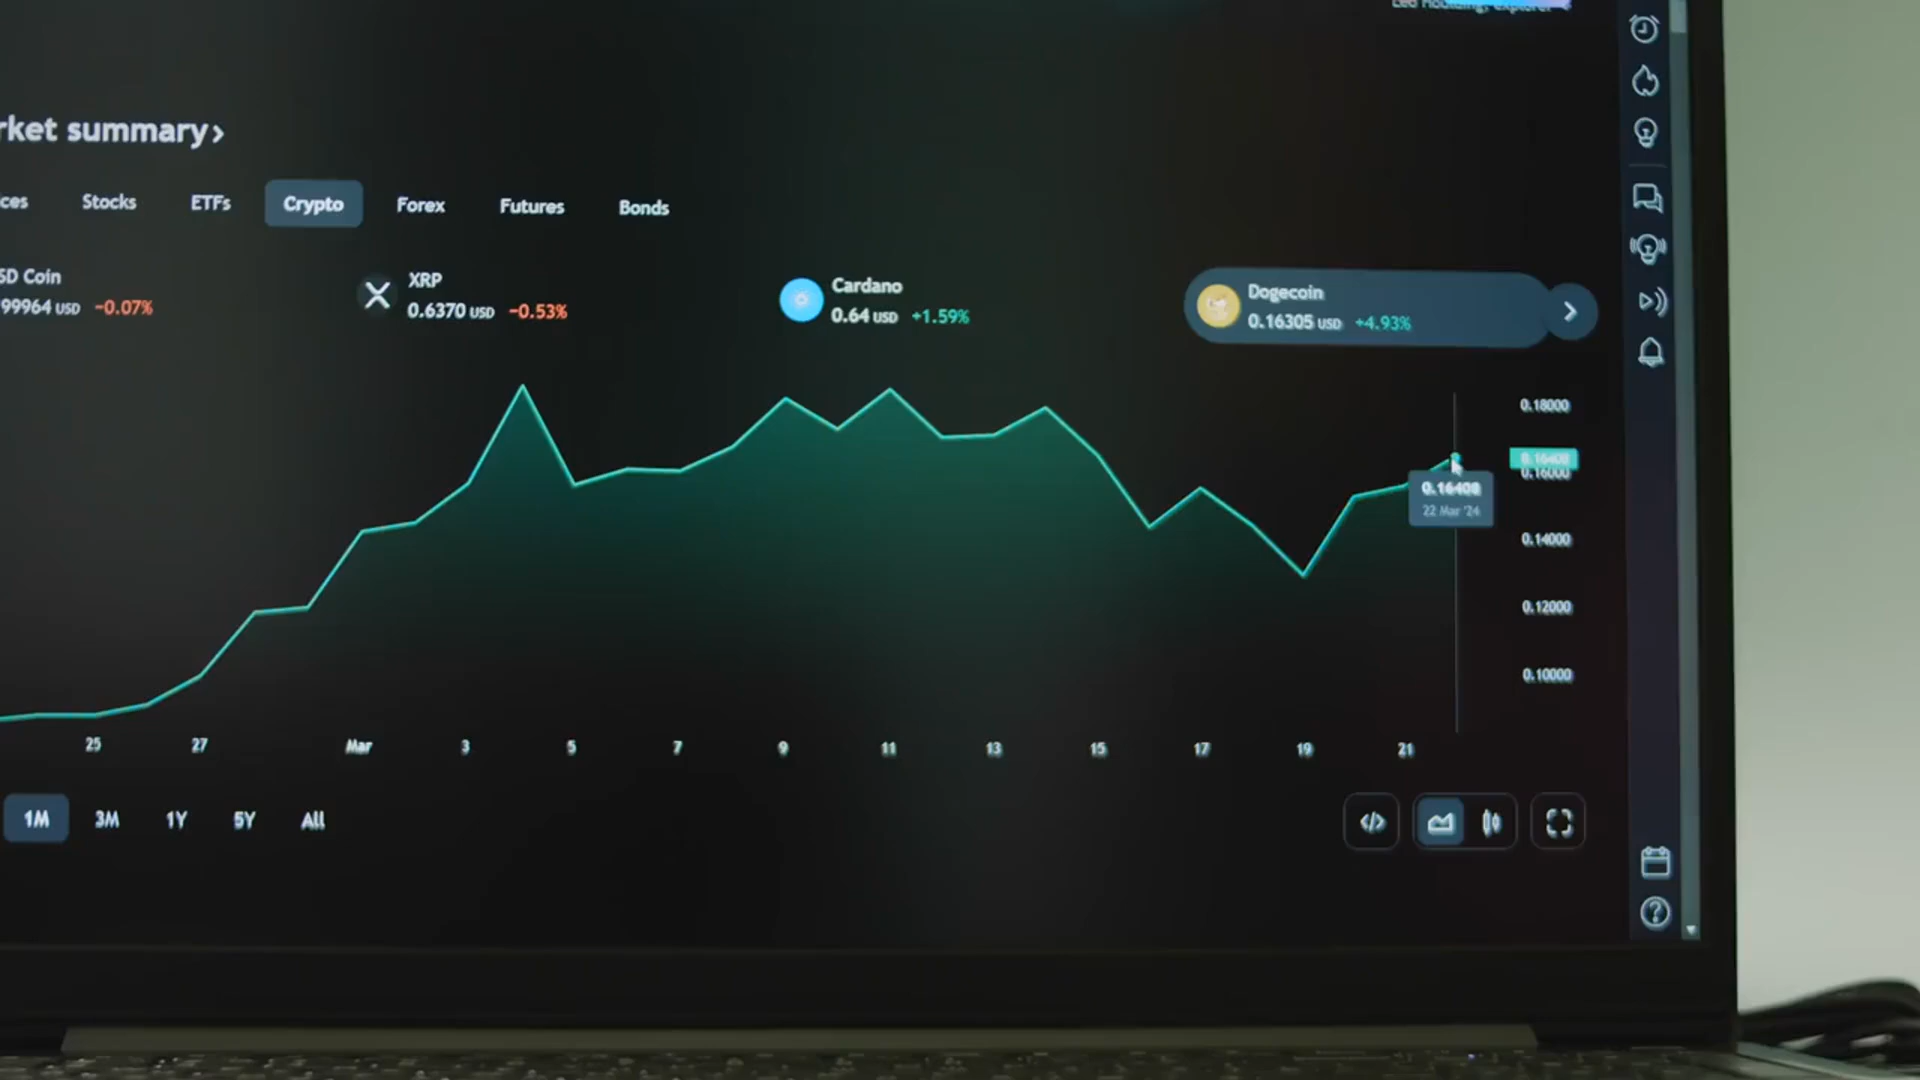 rket summary›
ces Stocks ETFs Crypto Forex Futures Bonds
SD Coin
99964 USD −0.07%
XRP
0.6370 USD −0.53%
Cardano
0.64 USD +1.59%
Dogecoin
0.16305 USD +4.93%
0.18000
0.16408
0.16000
0.16408
22 Mar '24
0.14000
0.12000
0.10000
25 27 Mar 3 5 7 9 11 13 15 17 19 21
1M 3M 1Y 5Y All